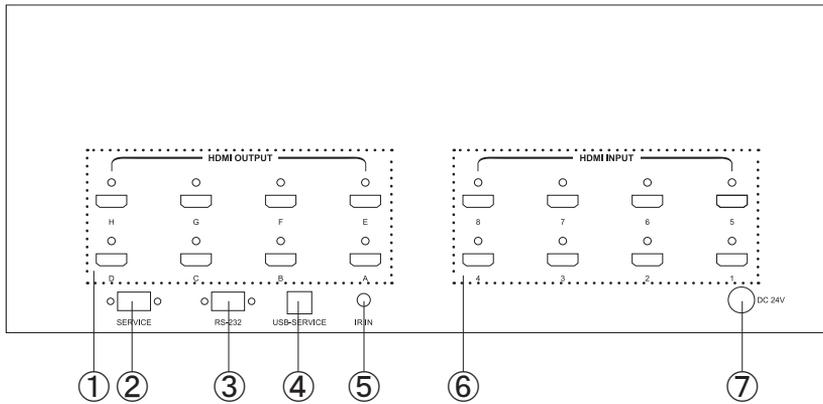 HDMI OUTPUT HDMI INPUT
H G F E 8 7 6 5
D C B A 4 3 2 1
DC 24V
SERVICE RS-232 USB-SERVICE IR IN
① ② ③ ④ ⑤ ⑥ ⑦